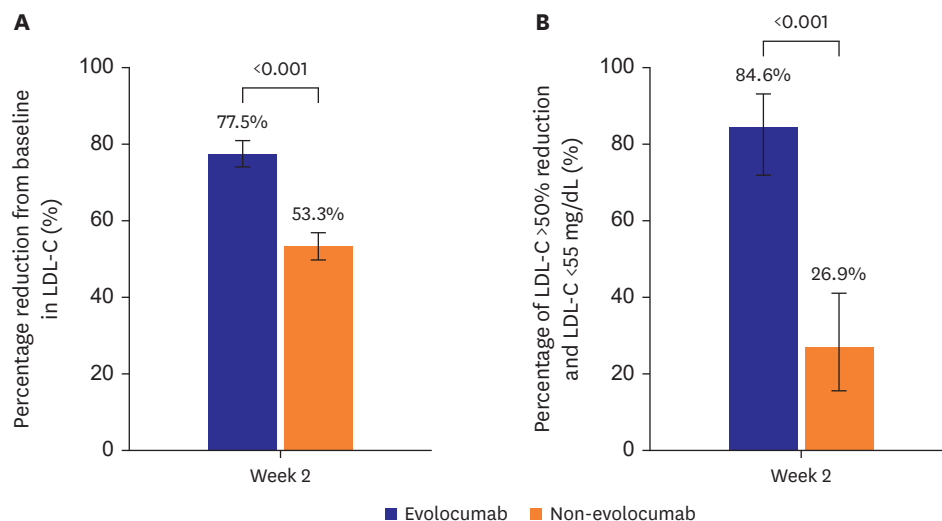 A
Percentage reduction from baseline
in LDL-C (%)
100
80
60
40
20
0
<0.001
77.5%
53.3%
Week 2
B
Percentage of LDL-C >50% reduction
and LDL-C <55 mg/dL (%)
100
80
60
40
20
0
<0.001
84.6%
26.9%
Week 2
Evolocumab
Non-evolocumab